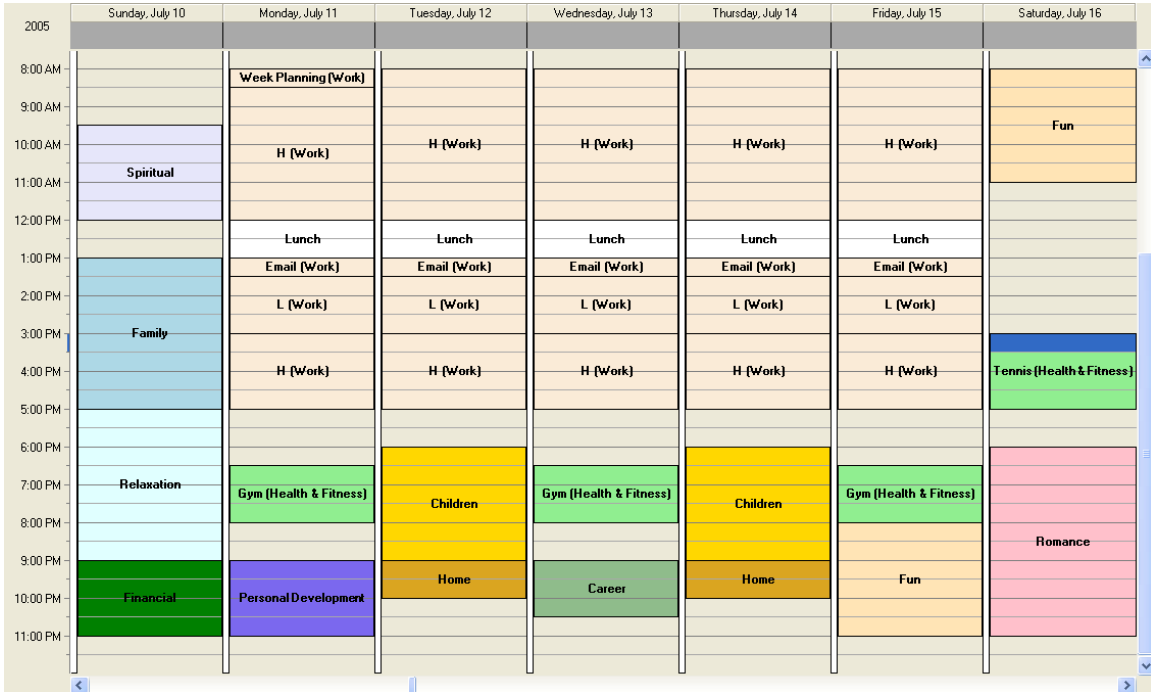 Sunday, July 10 Monday, July 11 Tuesday, July 12 Wednesday, July 13 Thursday, July 14 Friday, July 15 Saturday, July 16
2005
8:00 AM Week Planning (Work)
9:00 AM
Fun
10:00 AM H (Work) H (Work) H (Work) H (Work)
H (Work)
Spiritual
11:00 AM
12:00 PM
Lunch Lunch Lunch Lunch Lunch
1:00 PM
Email (Work) Email (Work) Email (Work) Email (Work) Email (Work)
2:00 PM
L (Work) L (Work) L (Work) L (Work) L (Work)
3:00 PM Family
4:00 PM H (Work) H (Work) H (Work) H (Work) H (Work) Tennis (Health & Fitness)
5:00 PM
6:00 PM
7:00 PM Relaxation
Gym (Health & Fitness) Gym (Health & Fitness) Gym (Health & Fitness)
Children Children
8:00 PM
Romance
9:00 PM
Home Home Fun
Career
10:00 PM Financial Personal Development
11:00 PM